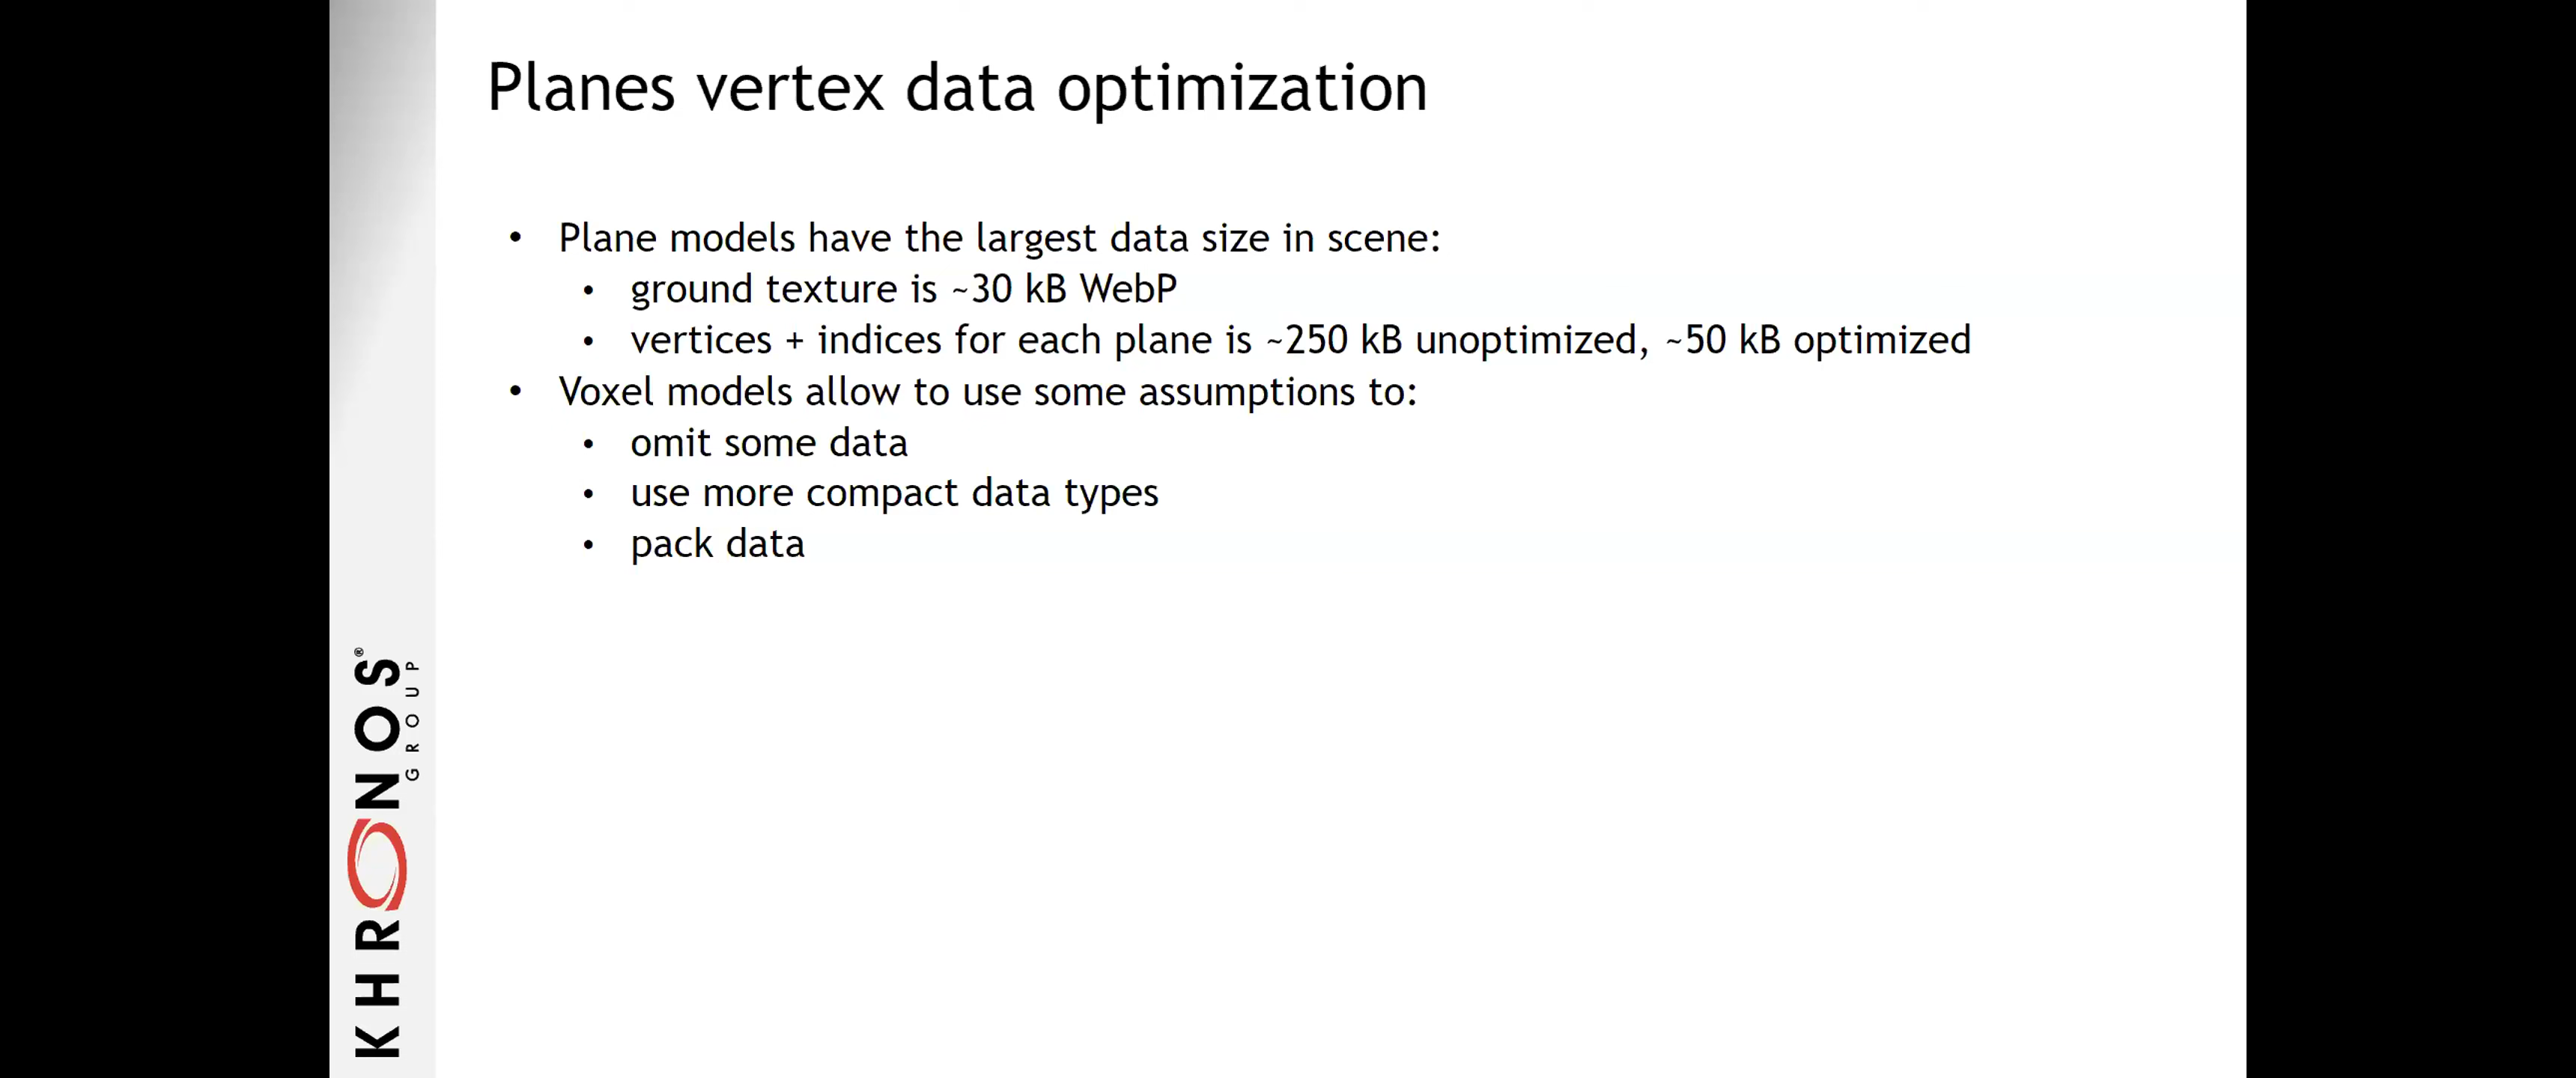 Planes vertex data optimization
• Plane models have the largest data size in scene:
• ground texture is ~30 kB WebP
• vertices + indices for each plane is ~250 kB unoptimized, ~50 kB optimized
• Voxel models allow to use some assumptions to:
• omit some data
• use more compact data types
• pack data
KHRONOS®
GROUP